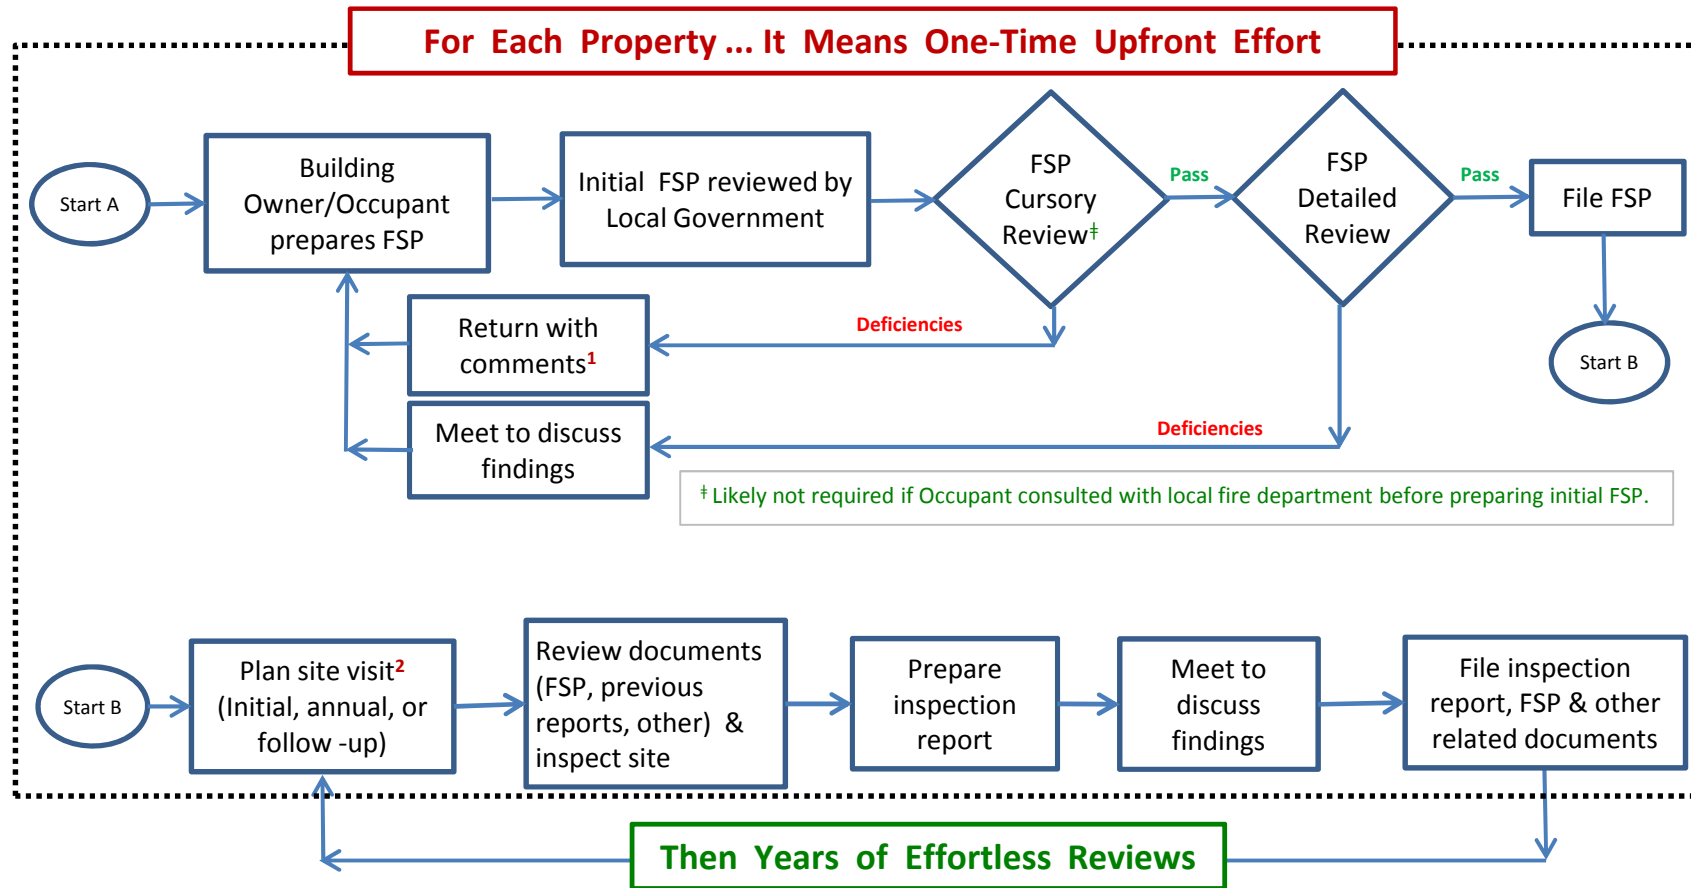 For Each Property ... It Means One-Time Upfront Effort
Start A
Building
Owner/Occupant
prepares FSP
Initial FSP reviewed by
Local Government
FSP
Cursory
Review‡
Pass
FSP
Detailed
Review
Pass
File FSP
Return with
comments1
Deficiencies
Start B
Meet to discuss
findings
Deficiencies
‡ Likely not required if Occupant consulted with local fire department before preparing initial FSP.
Start B
Plan site visit2
(Initial, annual, or
follow -up)
Review documents
(FSP, previous
reports, other) &
inspect site
Prepare
inspection
report
Meet to
discuss
findings
File inspection
report, FSP & other
related documents
Then Years of Effortless Reviews